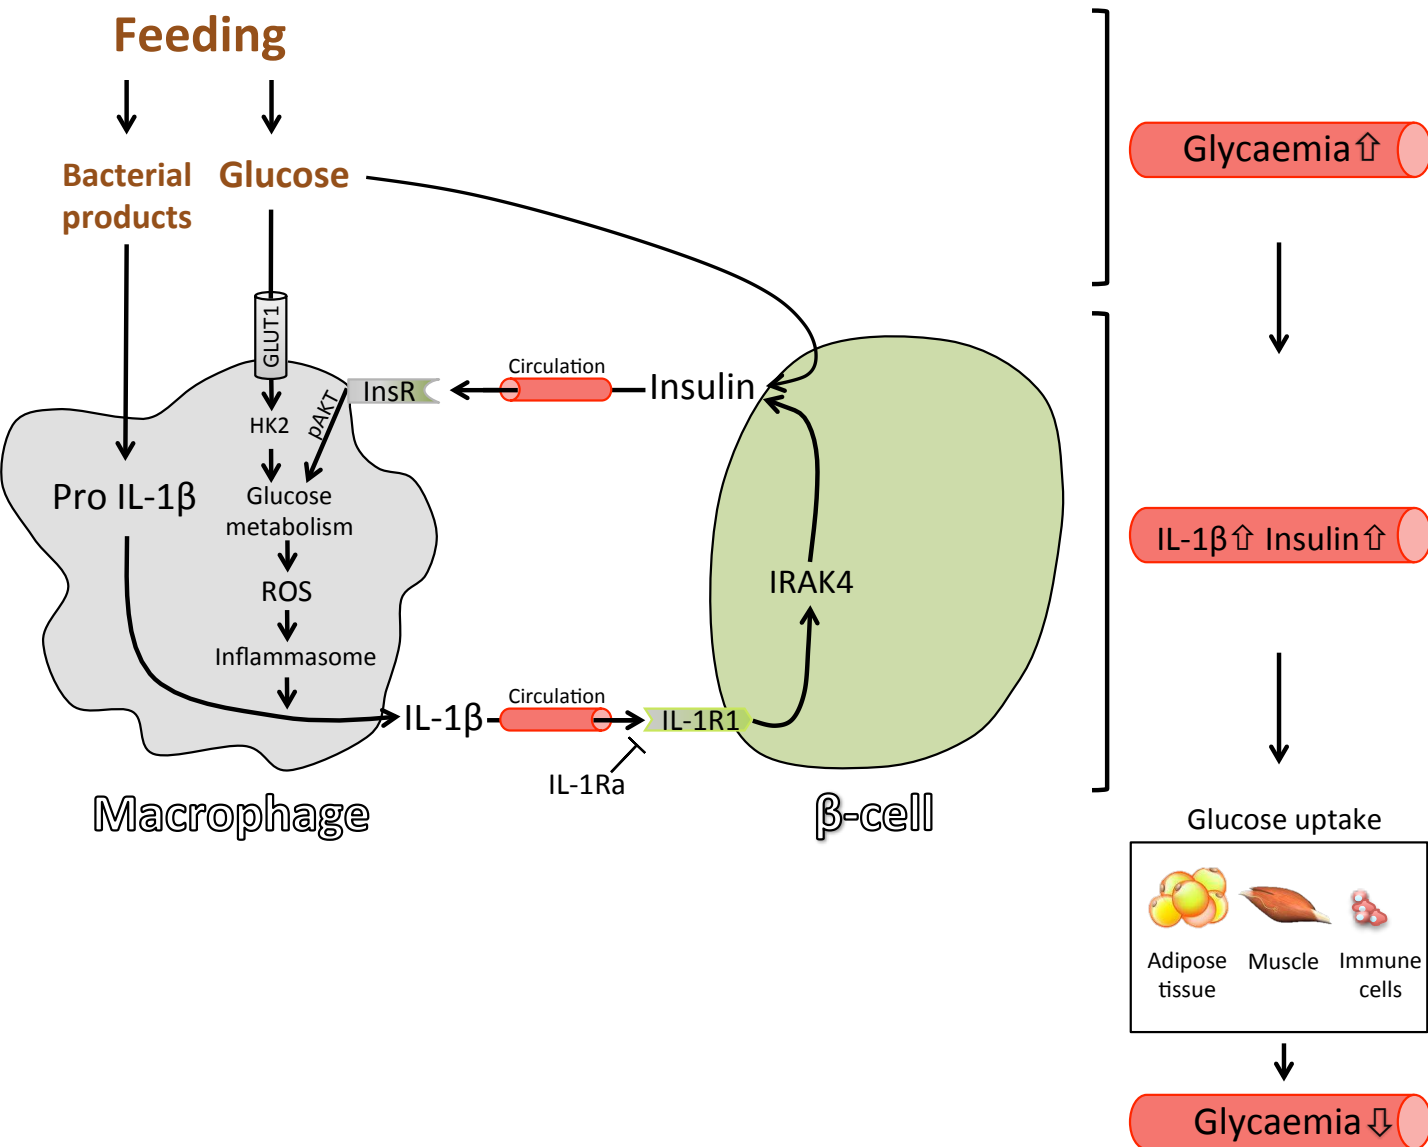 Feeding
Bacterial
products
Glucose
GLUT1
HK2
pAKT
InsR
Circulation
Insulin
Pro IL-1β
Glucose
metabolism
ROS
Inflammasome
IL-1β
Circulation
IL-1R1
IL-1Ra
IRAK4
Macrophage
β-cell
Glycaemia⇧
IL-1β⇧ Insulin⇧
Glucose uptake
Adipose
tissue
Muscle
Immune
cells
Glycaemia⇩